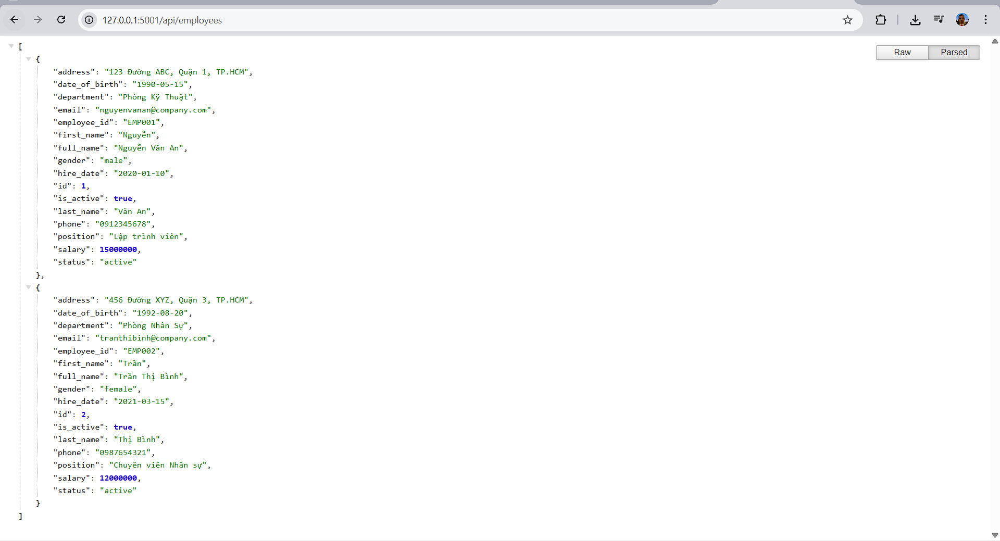 127.0.0.1:5001/api/employees
Raw Parsed
[
{
"address": "123 Đường ABC, Quận 1, TP.HCM",
"date_of_birth": "1990-05-15",
"department": "Phòng Kỹ Thuật",
"email": "nguyenvanan@company.com",
"employee_id": "EMP001",
"first_name": "Nguyễn",
"full_name": "Nguyễn Văn An",
"gender": "male",
"hire_date": "2020-01-10",
"id": 1,
"is_active": true,
"last_name": "Văn An",
"phone": "0912345678",
"position": "Lập trình viên",
"salary": 15000000,
"status": "active"
},
{
"address": "456 Đường XYZ, Quận 3, TP.HCM",
"date_of_birth": "1992-08-20",
"department": "Phòng Nhân Sự",
"email": "tranthibinh@company.com",
"employee_id": "EMP002",
"first_name": "Trần",
"full_name": "Trần Thị Bình",
"gender": "female",
"hire_date": "2021-03-15",
"id": 2,
"is_active": true,
"last_name": "Thị Bình",
"phone": "0987654321",
"position": "Chuyên viên Nhân sự",
"salary": 12000000,
"status": "active"
}
]